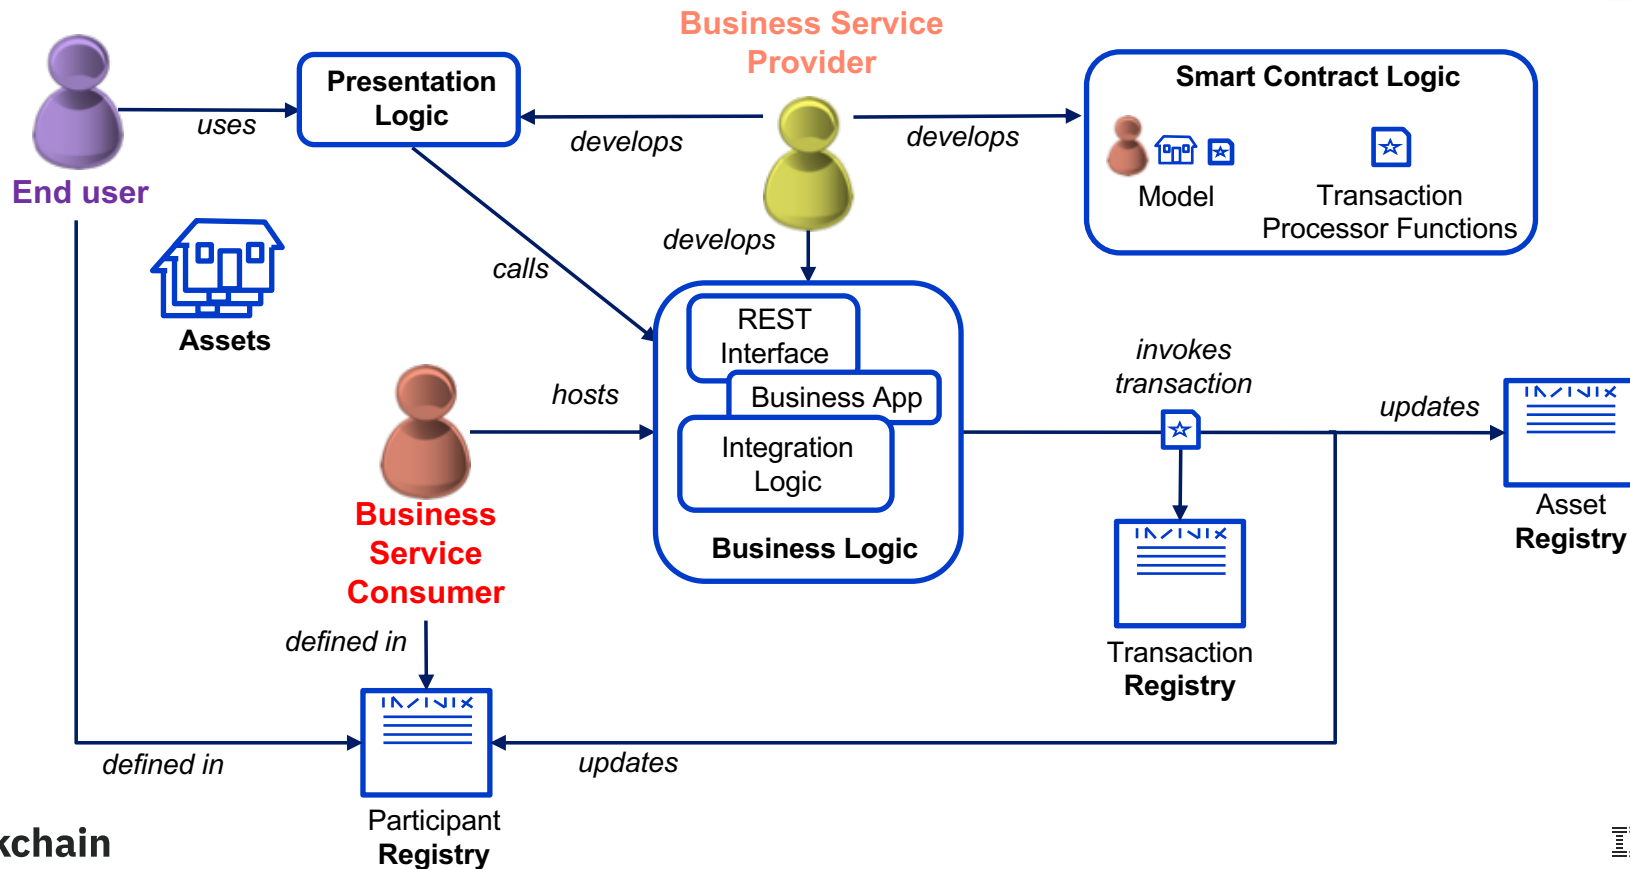 Business Service
Provider
Presentation
Logic
Smart Contract Logic
uses
develops
develops
Model
Transaction
Processor Functions
End user
develops
calls
Assets
REST
Interface
Business App
Integration
Logic
Business Logic
hosts
invokes
transaction
updates
Asset
Registry
Business
Service
Consumer
defined in
Transaction
Registry
defined in
updates
Participant
Registry
kchain